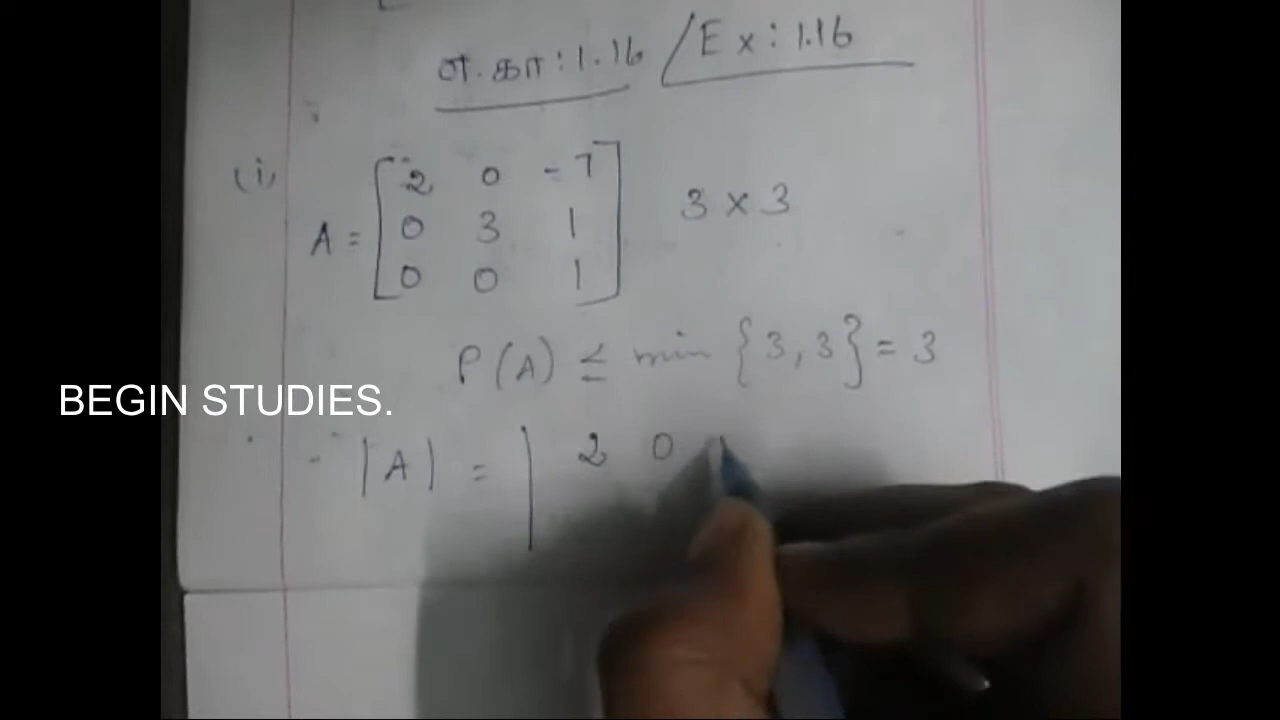 எ.கா:1.16 / Ex:1.16
(i) A = [ 2 0 -7
0 3 1
0 0 1 ] 3 × 3
P(A) ≤ min {3,3} = 3
BEGIN STUDIES.
|A| = | 2 0